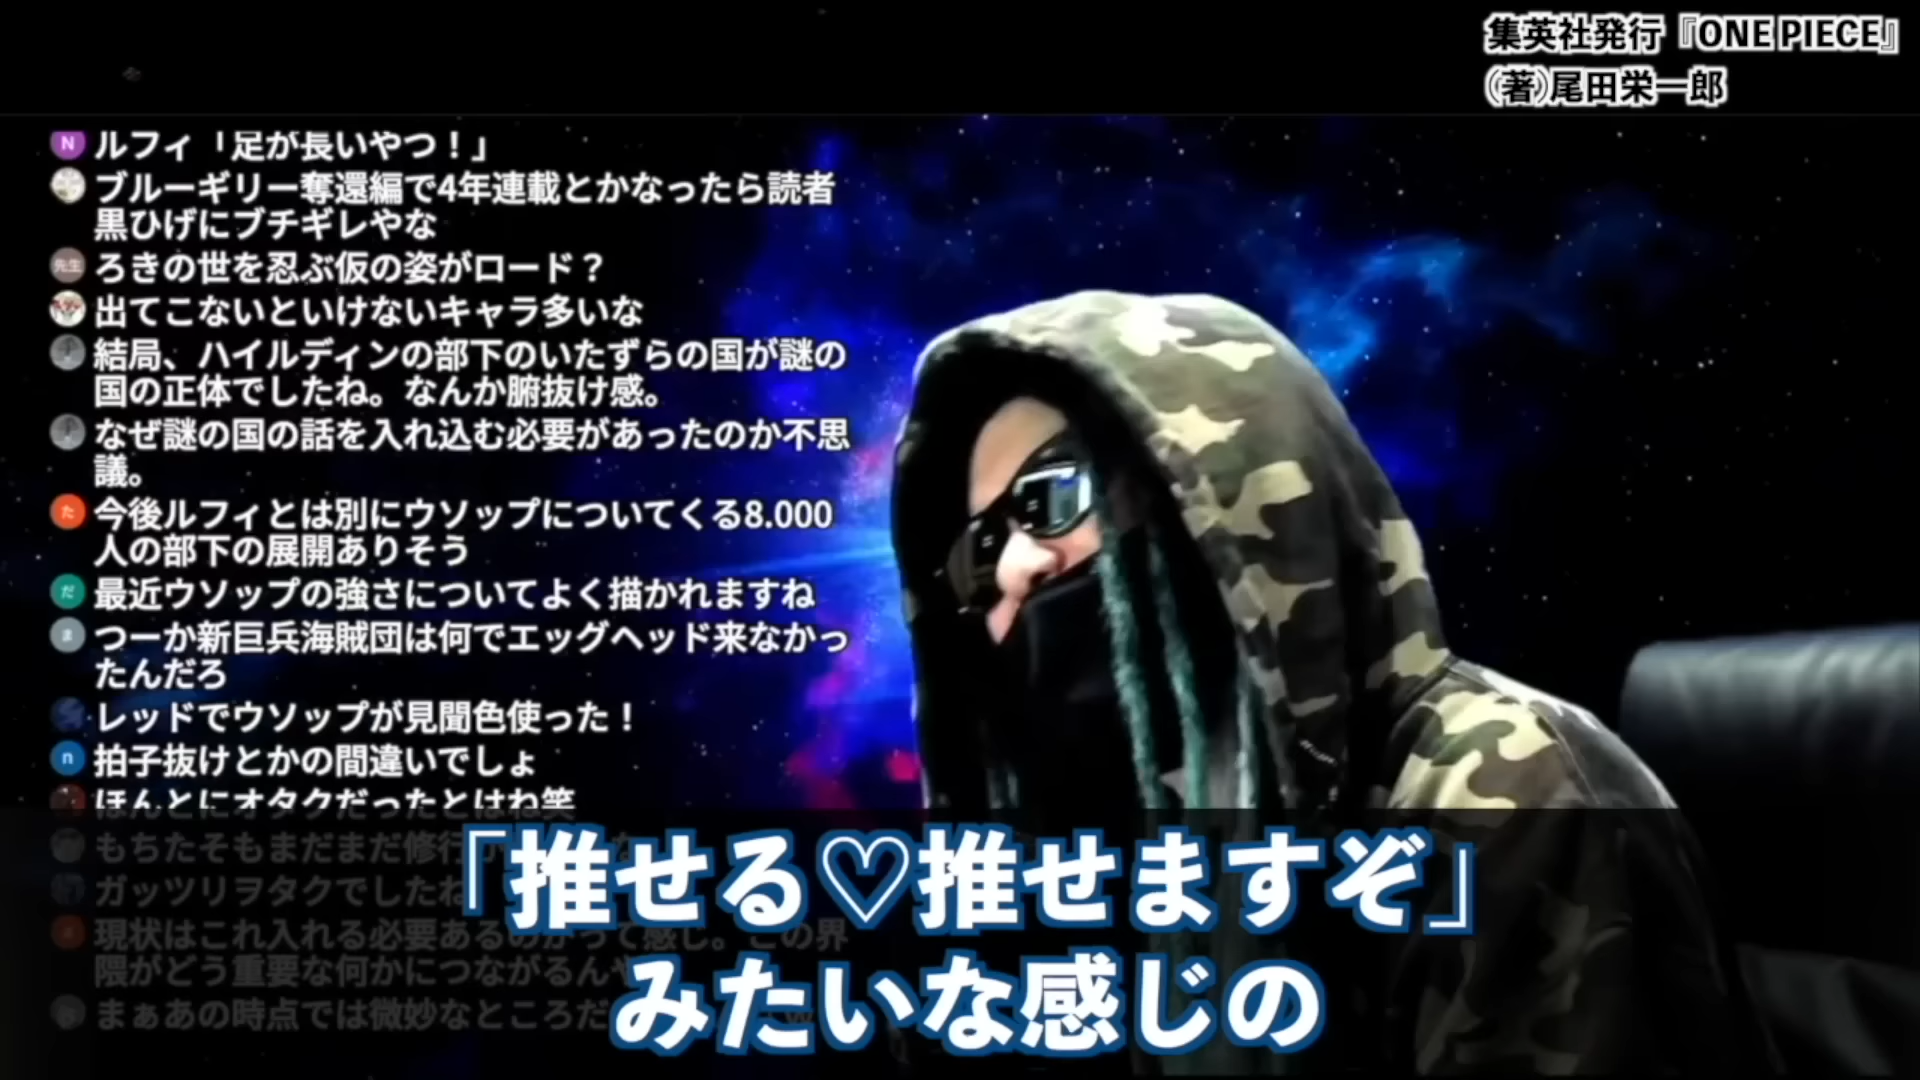 集英社発行『ONE PIECE』
(著)尾田栄一郎
N
ルフィ「足が長いやつ！」
ブルーギリー奪還編で4年連載とかなったら読者
黒ひげにブチギレやな
先生
ろきの世を忍ぶ仮の姿がロード？
出てこないといけないキャラ多いな
結局、ハイルディンの部下のいたずらの国が謎の
国の正体でしたね。なんか腑抜け感。
なぜ謎の国の話を入れ込む必要があったのか不思
議。
た
今後ルフィとは別にウソップについてくる8.000
人の部下の展開ありそう
だ
最近ウソップの強さについてよく描かれますね
ま
つーか新巨兵海賊団は何でエッグヘッド来なかっ
たんだろ
レッドでウソップが見聞色使った！
n
拍子抜けとかの間違いでしょ
ほんとにオタクだったとはね笑
もちたそもまだまだ修行
ガッツリヲタクでしたね
現状はこれ入れる必要あるのかって感じ。この界
隈がどう重要な何かにつながるんや
まぁあの時点では微妙なところだ
「推せる♡推せますぞ」
みたいな感じの